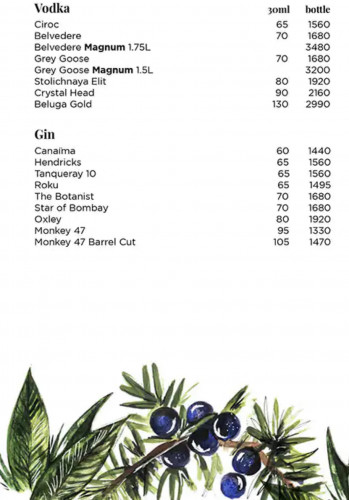 Vodka 30ml bottle
Ciroc 65 1560
Belvedere 70 1680
Belvedere Magnum 1.75L 3480
Grey Goose 70 1680
Grey Goose Magnum 1.5L 3200
Stolichnaya Elit 80 1920
Crystal Head 90 2160
Beluga Gold 130 2990
Gin
Canaïma 60 1440
Hendricks 65 1560
Tanqueray 10 65 1560
Roku 65 1495
The Botanist 70 1680
Star of Bombay 70 1680
Oxley 80 1920
Monkey 47 95 1330
Monkey 47 Barrel Cut 105 1470